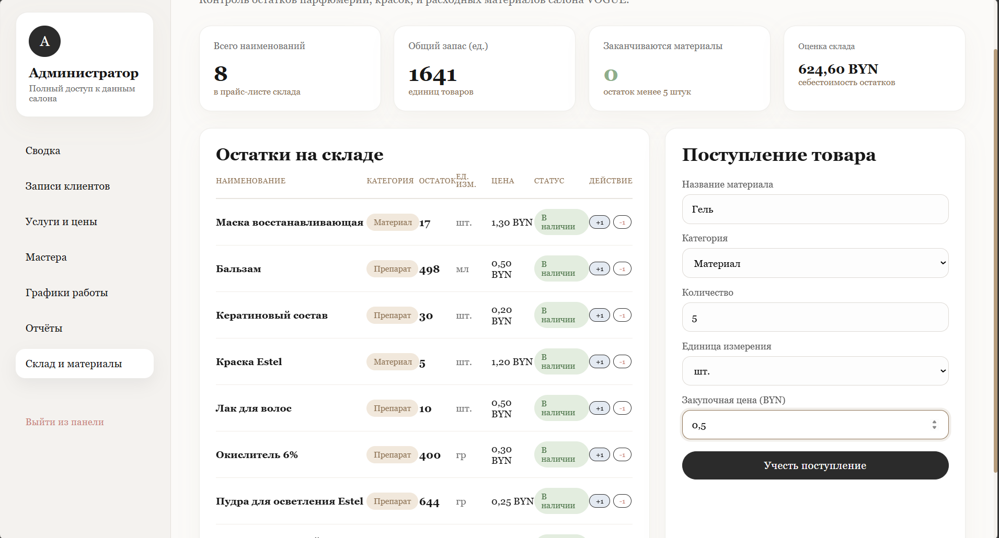 Контроль остатков парфюмерии, красок, и расходных материалов салона VOGUE.
А
Администратор
Полный доступ к данным
салона
Сводка
Записи клиентов
Услуги и цены
Мастера
Графики работы
Отчёты
Склад и материалы
Выйти из панели
Всего наименований
8
в прайс-листе склада
Общий запас (ед.)
1641
единиц товаров
Заканчиваются материалы
0
остаток менее 5 штук
Оценка склада
624,60 BYN
себестоимость остатков
Остатки на складе
НАИМЕНОВАНИЕ КАТЕГОРИЯ ОСТАТОК ЕД. ИЗМ. ЦЕНА СТАТУС ДЕЙСТВИЕ
Маска восстанавливающая Материал 17 шт. 1,30 BYN В наличии +1 -1
Бальзам Препарат 498 мл 0,50 BYN В наличии +1 -1
Кератиновый состав Препарат 30 шт. 0,20 BYN В наличии +1 -1
Краска Estel Материал 5 шт. 1,20 BYN В наличии +1 -1
Лак для волос Препарат 10 шт. 0,50 BYN В наличии +1 -1
Окислитель 6% Препарат 400 гр 0,30 BYN В наличии +1 -1
Пудра для осветления Estel Препарат 644 гр 0,25 BYN В наличии +1 -1
Поступление товара
Название материала
Гель
Категория
Материал
Количество
5
Единица измерения
шт.
Закупочная цена (BYN)
0,5
Учесть поступление